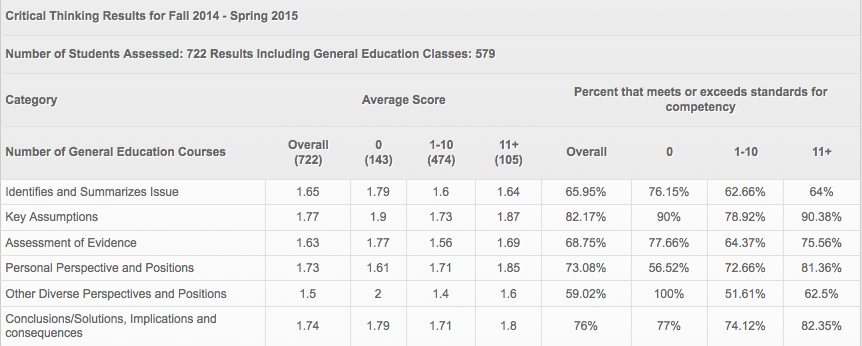 Critical Thinking Results for Fall 2014 - Spring 2015
Number of Students Assessed: 722 Results Including General Education Classes: 579
Category Average Score Percent that meets or exceeds standards for
competency
Number of General Education Courses Overall (722) 0 (143) 1-10 (474) 11+ (105) Overall 0 1-10 11+
Identifies and Summarizes Issue 1.65 1.79 1.6 1.64 65.95% 76.15% 62.66% 64%
Key Assumptions 1.77 1.9 1.73 1.87 82.17% 90% 78.92% 90.38%
Assessment of Evidence 1.63 1.77 1.56 1.69 68.75% 77.66% 64.37% 75.56%
Personal Perspective and Positions 1.73 1.61 1.71 1.85 73.08% 56.52% 72.66% 81.36%
Other Diverse Perspectives and Positions 1.5 2 1.4 1.6 59.02% 100% 51.61% 62.5%
Conclusions/Solutions, Implications and
consequences 1.74 1.79 1.71 1.8 76% 77% 74.12% 82.35%